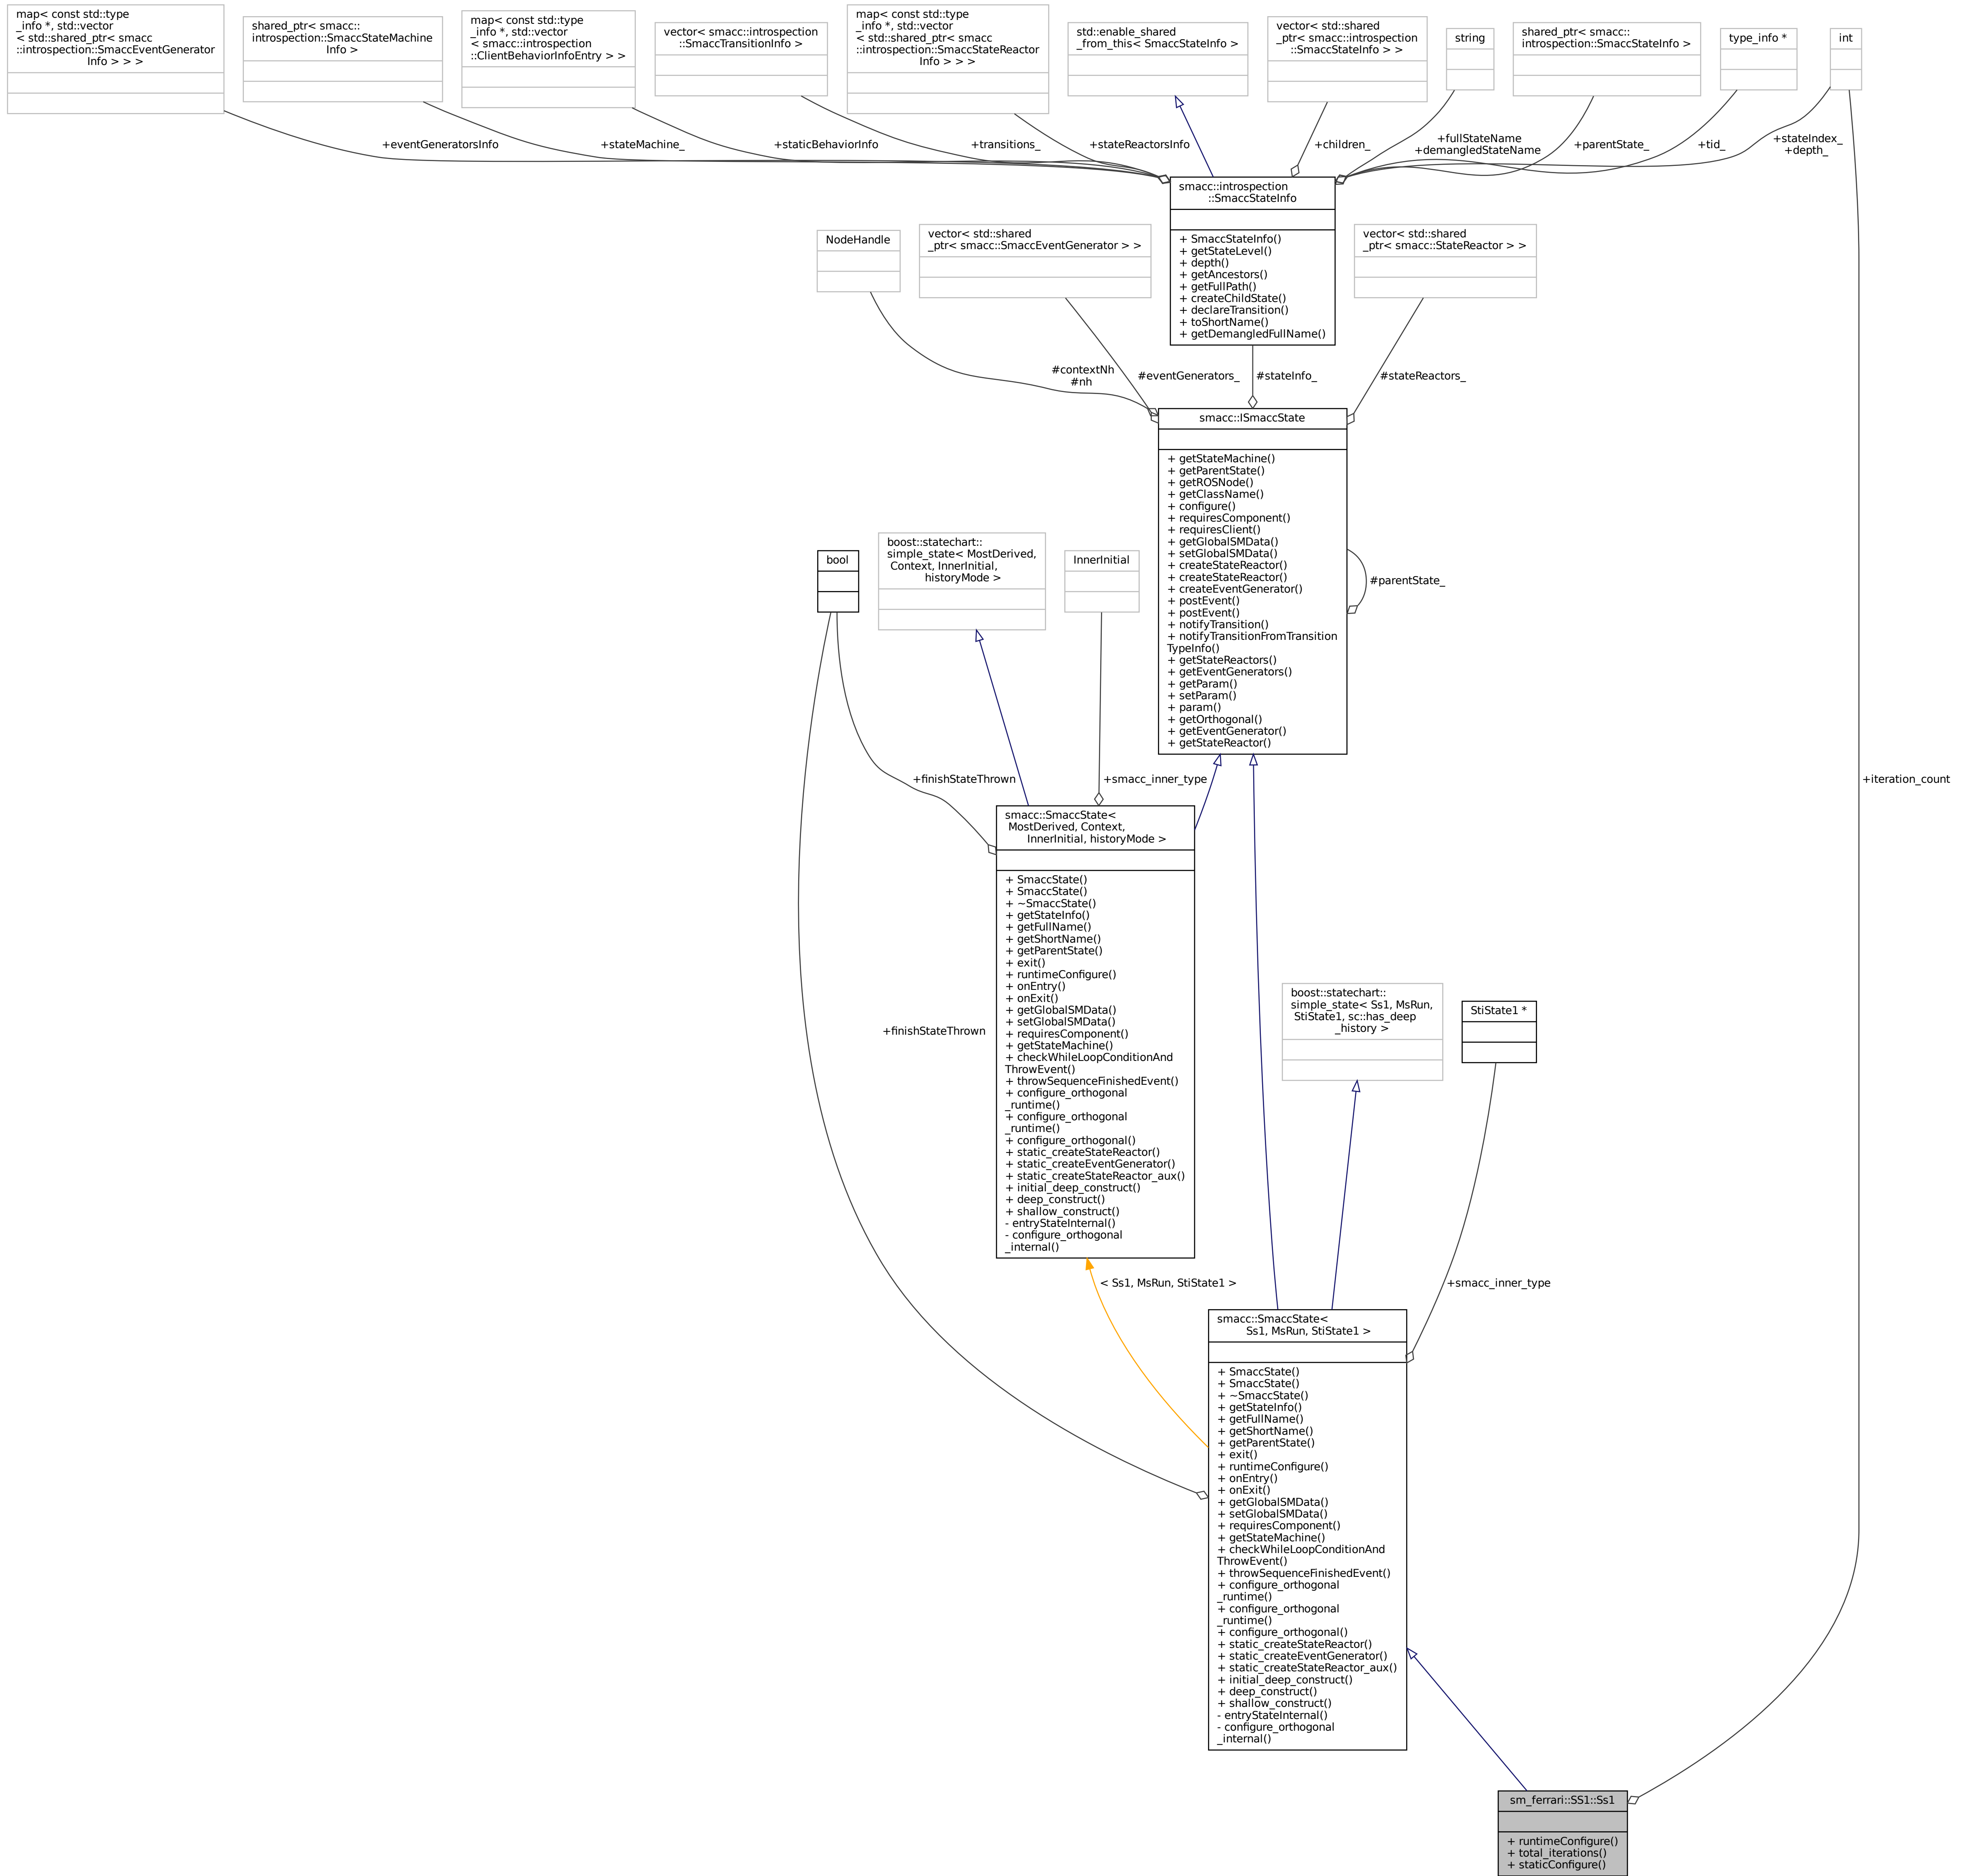 map< const std::type
_info *, std::vector
< std::shared_ptr< smacc
::introspection::SmaccEventGenerator
Info > > >
shared_ptr< smacc::
introspection::SmaccStateMachine
Info >
map< const std::type
_info *, std::vector
< smacc::introspection
::ClientBehaviorInfoEntry > >
vector< smacc::introspection
::SmaccTransitionInfo >
map< const std::type
_info *, std::vector
< std::shared_ptr< smacc
::introspection::SmaccStateReactor
Info > > >
std::enable_shared
_from_this< SmaccStateInfo >
vector< std::shared
_ptr< smacc::introspection
::SmaccStateInfo > >
string
shared_ptr< smacc::
introspection::SmaccStateInfo >
type_info *
int
+eventGeneratorsInfo
+stateMachine_
+staticBehaviorInfo
+transitions_
+stateReactorsInfo
+children_
+fullStateName
+demangledStateName
+parentState_
+tid_
+stateIndex_
+depth_
smacc::introspection
::SmaccStateInfo
+ SmaccStateInfo()
+ getStateLevel()
+ depth()
+ getAncestors()
+ getFullPath()
+ createChildState()
+ declareTransition()
+ toShortName()
+ getDemangledFullName()
NodeHandle
vector< std::shared
_ptr< smacc::SmaccEventGenerator > >
vector< std::shared
_ptr< smacc::StateReactor > >
#contextNh
#nh
#eventGenerators_
#stateInfo_
#stateReactors_
smacc::ISmaccState
+ getStateMachine()
+ getParentState()
+ getROSNode()
+ getClassName()
+ configure()
+ requiresComponent()
+ requiresClient()
+ getGlobalSMData()
+ setGlobalSMData()
+ createStateReactor()
+ createStateReactor()
+ createEventGenerator()
+ postEvent()
+ postEvent()
+ notifyTransition()
+ notifyTransitionFromTransition
TypeInfo()
+ getStateReactors()
+ getEventGenerators()
+ getParam()
+ setParam()
+ param()
+ getOrthogonal()
+ getEventGenerator()
+ getStateReactor()
#parentState_
bool
boost::statechart::
simple_state< MostDerived,
Context, InnerInitial,
historyMode >
InnerInitial
+finishStateThrown
+smacc_inner_type
+iteration_count
smacc::SmaccState<
MostDerived, Context,
InnerInitial, historyMode >
+ SmaccState()
+ SmaccState()
+ ~SmaccState()
+ getStateInfo()
+ getFullName()
+ getShortName()
+ getParentState()
+ exit()
+ runtimeConfigure()
+ onEntry()
+ onExit()
+ getGlobalSMData()
+ setGlobalSMData()
+ requiresComponent()
+ getStateMachine()
+ checkWhileLoopConditionAnd
ThrowEvent()
+ throwSequenceFinishedEvent()
+ configure_orthogonal
_runtime()
+ configure_orthogonal
_runtime()
+ configure_orthogonal()
+ static_createStateReactor()
+ static_createEventGenerator()
+ static_createStateReactor_aux()
+ initial_deep_construct()
+ deep_construct()
+ shallow_construct()
- entryStateInternal()
- configure_orthogonal
_internal()
+finishStateThrown
boost::statechart::
simple_state< Ss1, MsRun,
StiState1, sc::has_deep
_history >
StiState1 *
< Ss1, MsRun, StiState1 >
+smacc_inner_type
smacc::SmaccState<
Ss1, MsRun, StiState1 >
+ SmaccState()
+ SmaccState()
+ ~SmaccState()
+ getStateInfo()
+ getFullName()
+ getShortName()
+ getParentState()
+ exit()
+ runtimeConfigure()
+ onEntry()
+ onExit()
+ getGlobalSMData()
+ setGlobalSMData()
+ requiresComponent()
+ getStateMachine()
+ checkWhileLoopConditionAnd
ThrowEvent()
+ throwSequenceFinishedEvent()
+ configure_orthogonal
_runtime()
+ configure_orthogonal
_runtime()
+ configure_orthogonal()
+ static_createStateReactor()
+ static_createEventGenerator()
+ static_createStateReactor_aux()
+ initial_deep_construct()
+ deep_construct()
+ shallow_construct()
- entryStateInternal()
- configure_orthogonal
_internal()
sm_ferrari::SS1::Ss1
+ runtimeConfigure()
+ total_iterations()
+ staticConfigure()